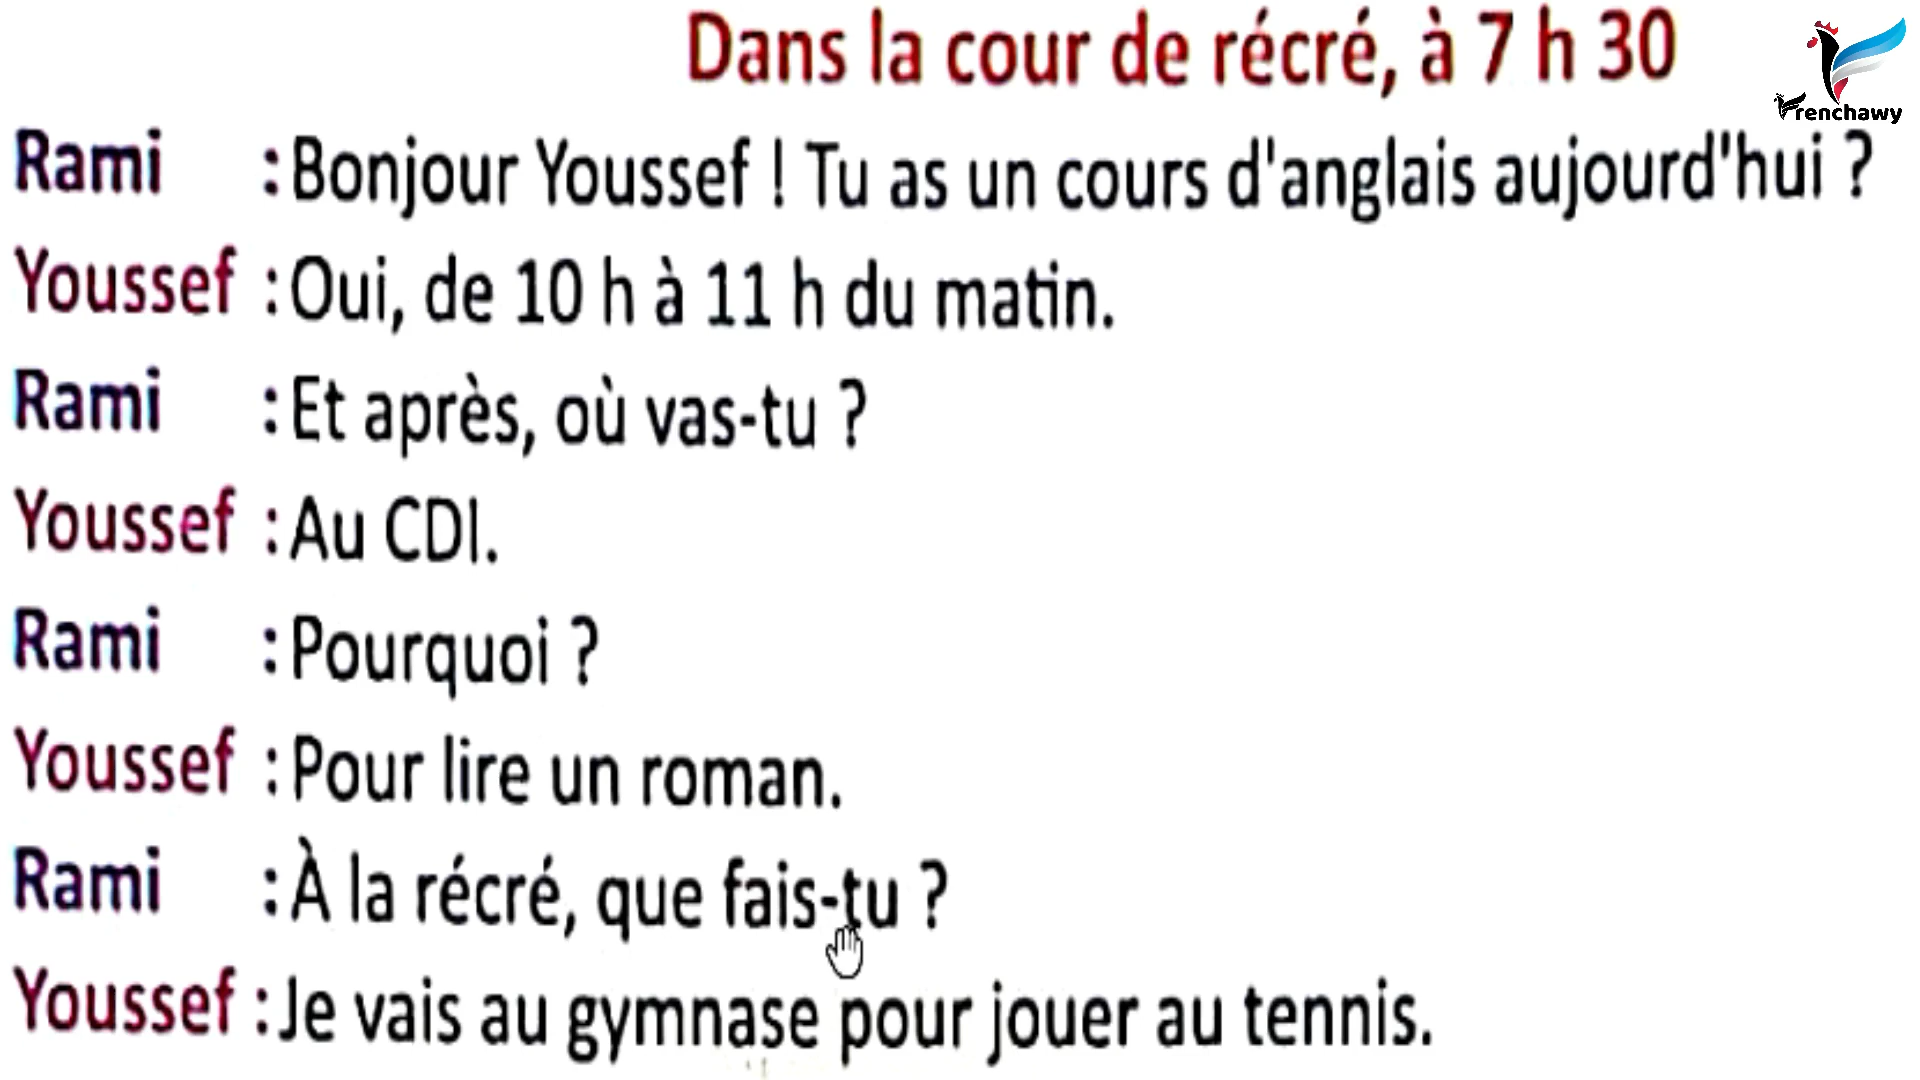 Dans la cour de récré, à 7 h 30
Frenchawy
Rami : Bonjour Youssef ! Tu as un cours d'anglais aujourd'hui ?
Youssef : Oui, de 10 h à 11 h du matin.
Rami : Et après, où vas-tu ?
Youssef : Au CDI.
Rami : Pourquoi ?
Youssef : Pour lire un roman.
Rami : À la récré, que fais-tu ?
Youssef : Je vais au gymnase pour jouer au tennis.